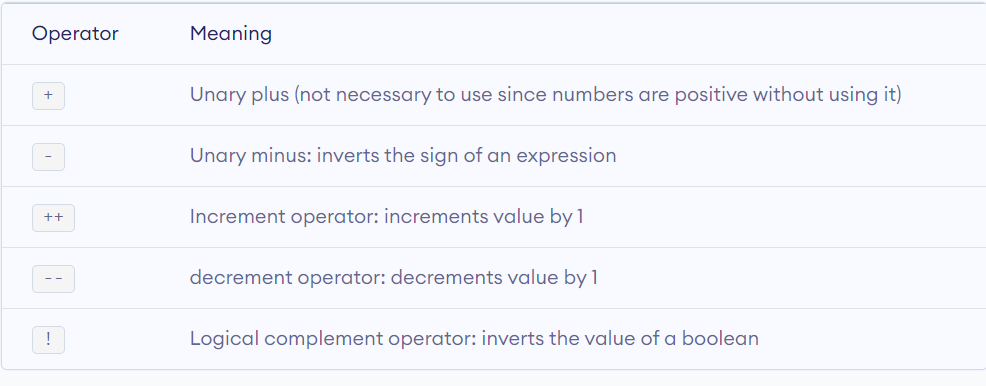 Operator Meaning
+ Unary plus (not necessary to use since numbers are positive without using it)
- Unary minus: inverts the sign of an expression
++ Increment operator: increments value by 1
-- decrement operator: decrements value by 1
! Logical complement operator: inverts the value of a boolean